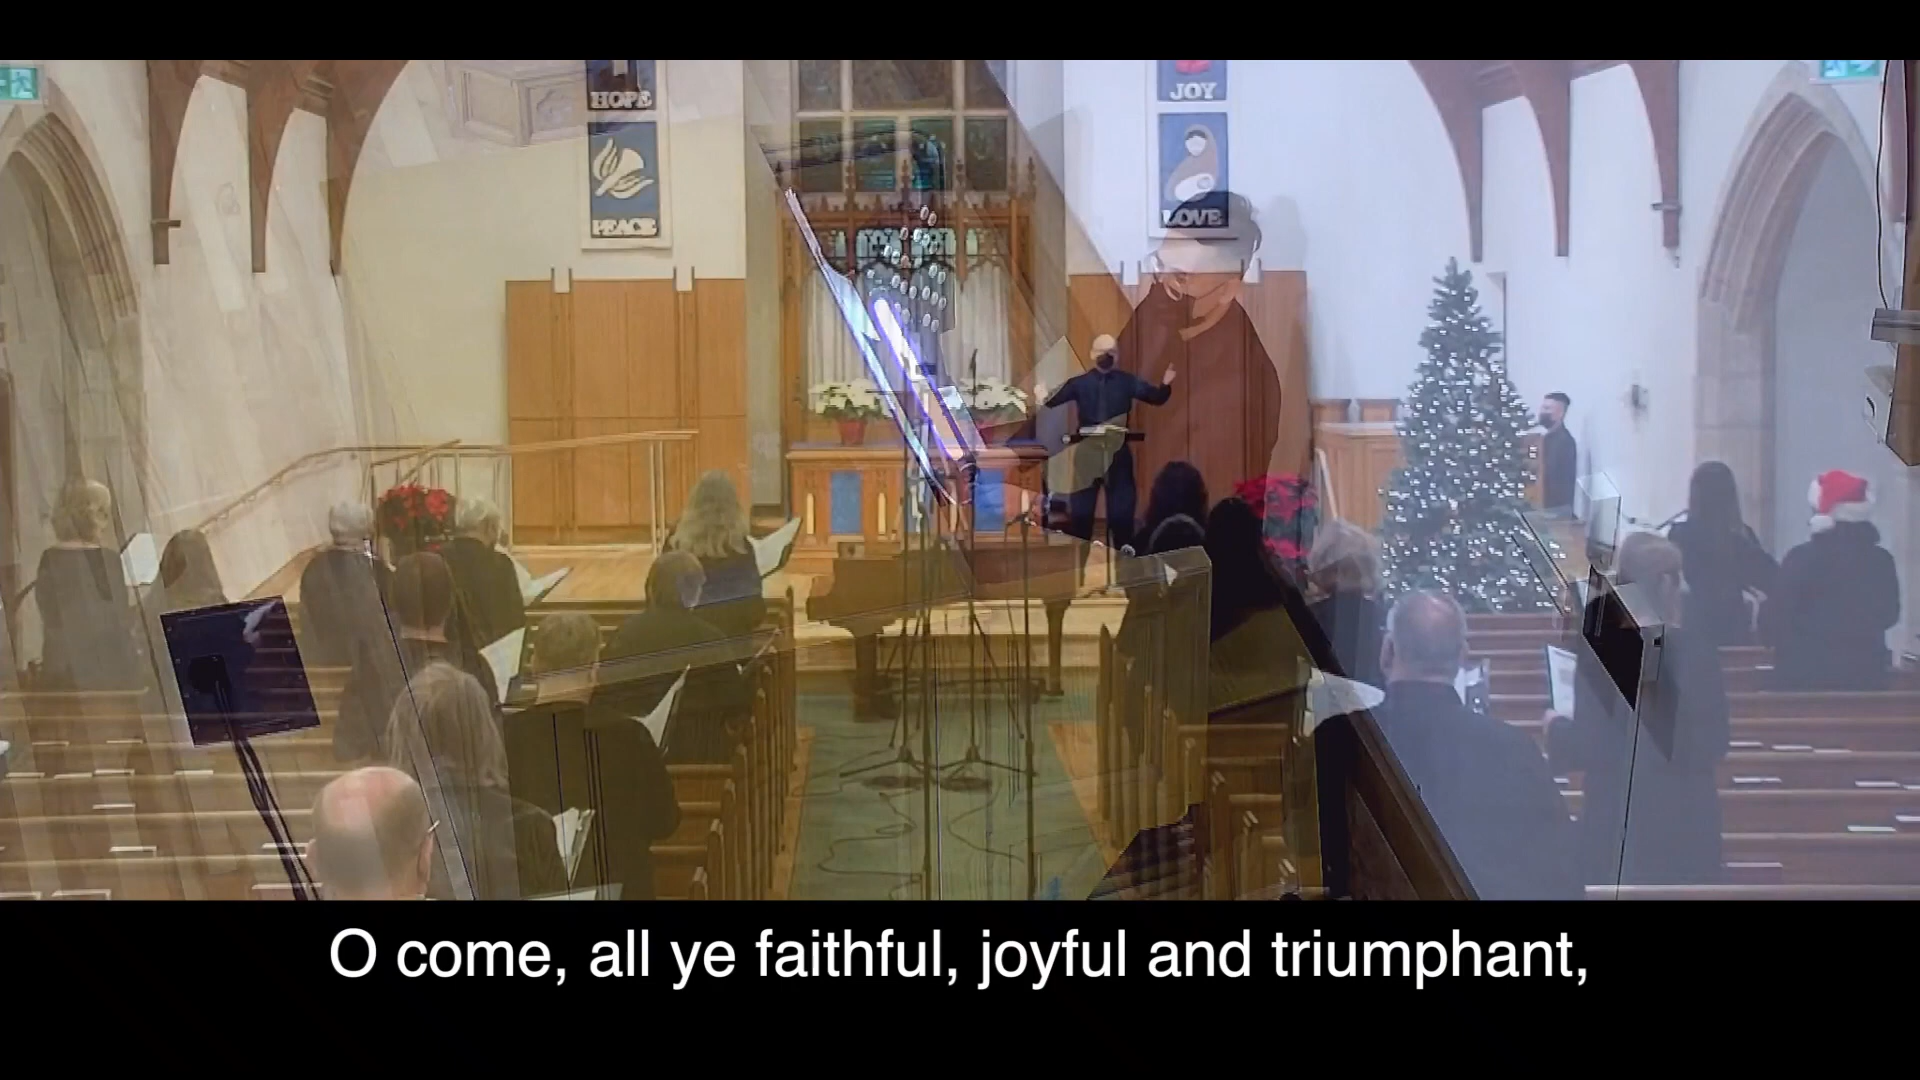 HOPE
JOY
PEACE
LOVE
O come, all ye faithful, joyful and triumphant,